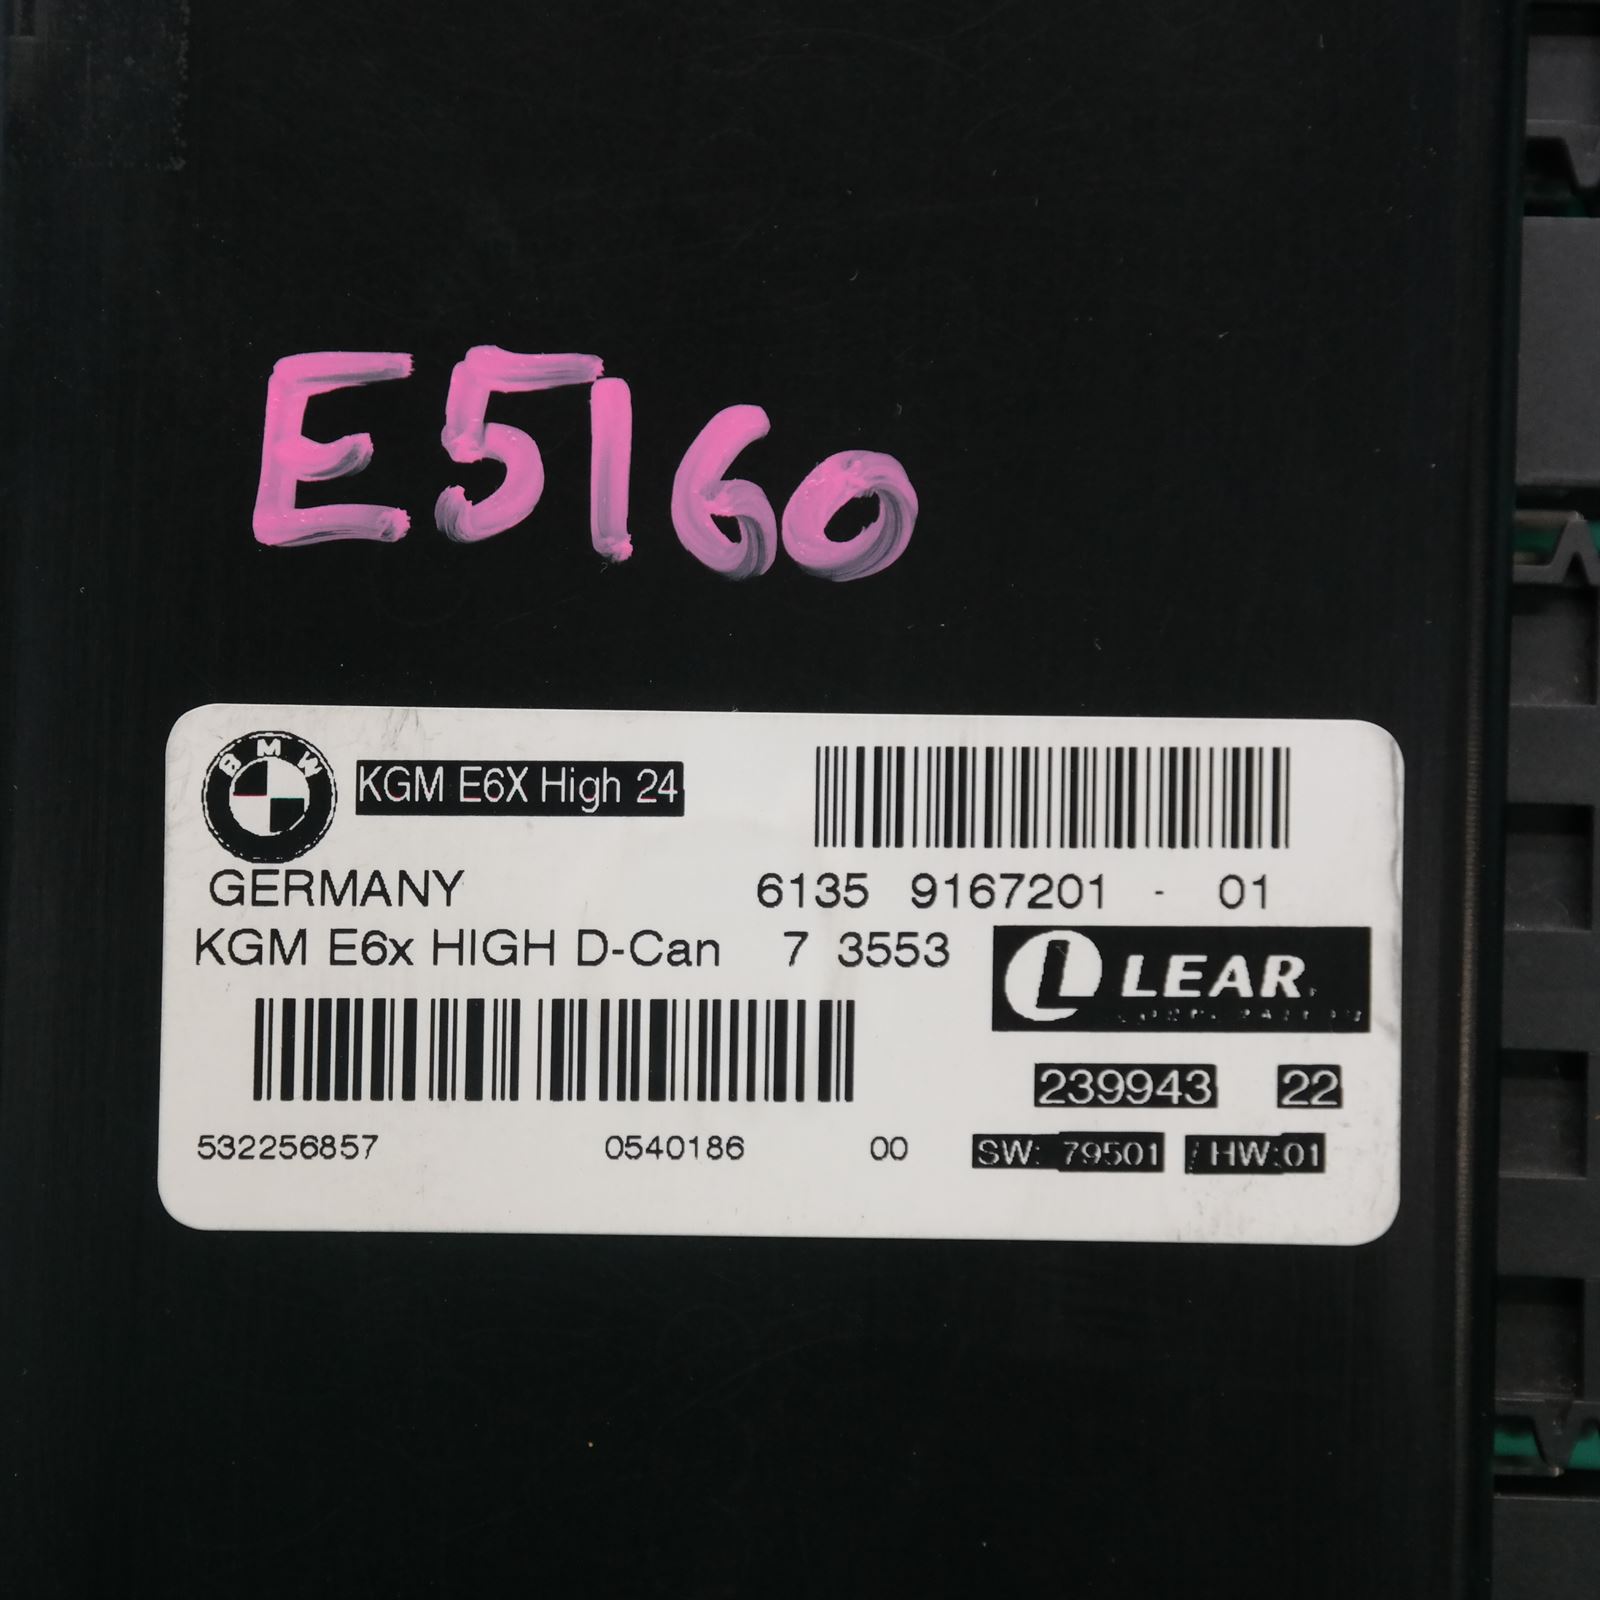 E5160
BMW
KGM E6X High 24
GERMANY
6135 9167201 - 01
KGM E6x HIGH D-Can 7 3553
LEAR
239943 22
532256857 0540186 00
SW: 79501 / HW:01